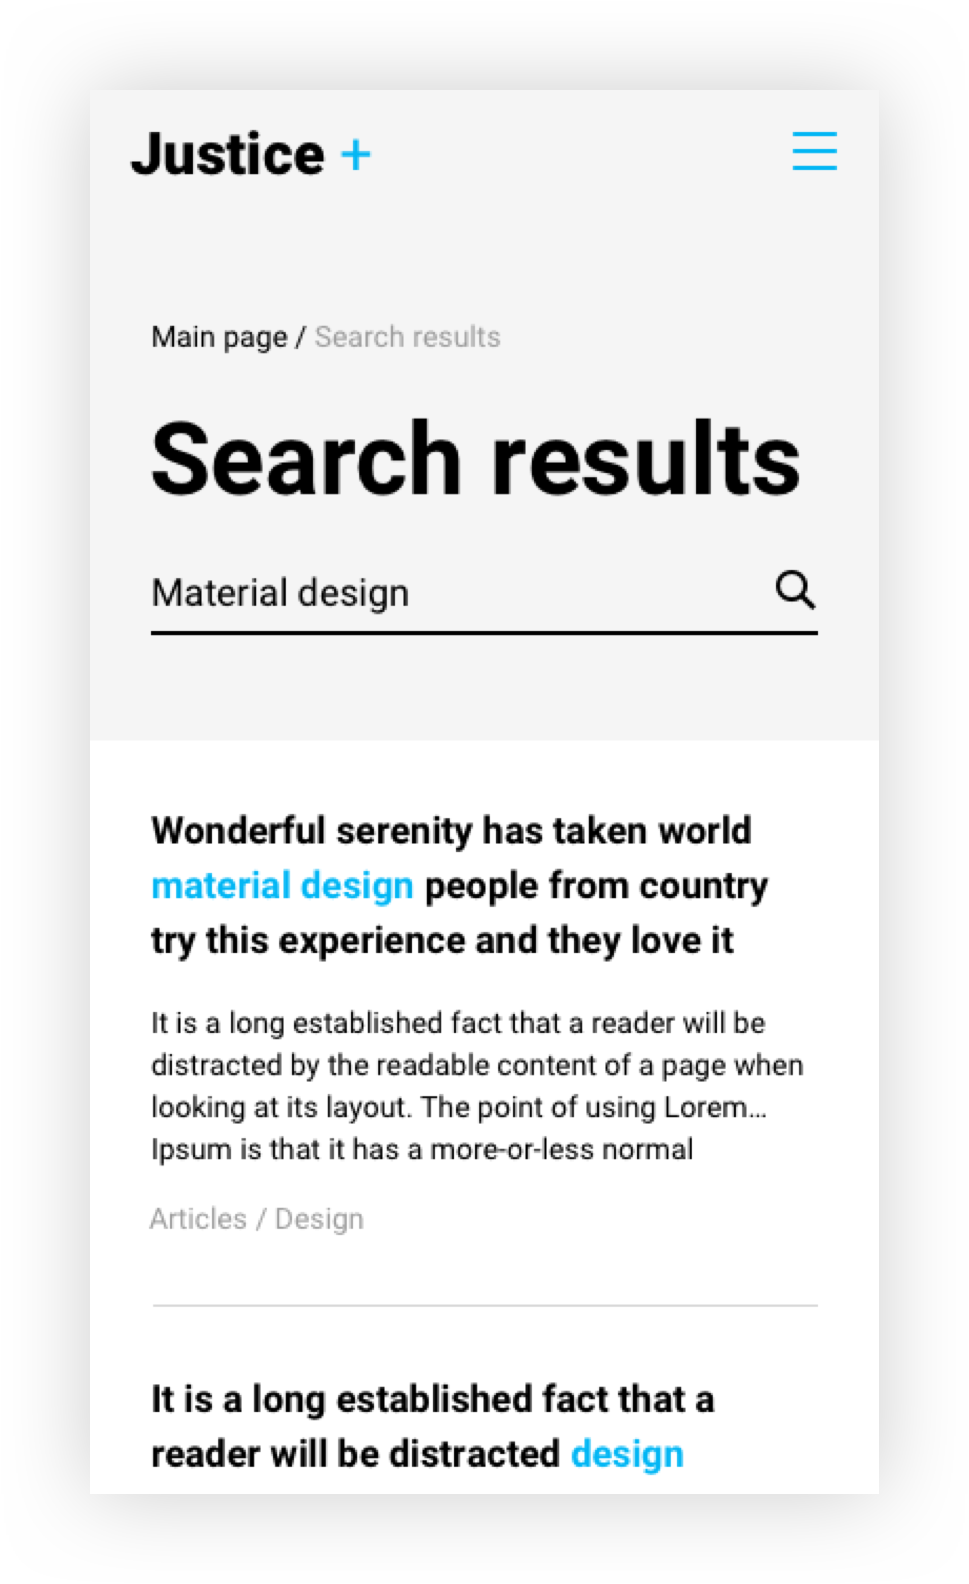 Justice +
Main page / Search results
Search results
Material design
Wonderful serenity has taken world
material design people from country
try this experience and they love it
It is a long established fact that a reader will be
distracted by the readable content of a page when
looking at its layout. The point of using Lorem...
Ipsum is that it has a more-or-less normal
Articles / Design
It is a long established fact that a
reader will be distracted design